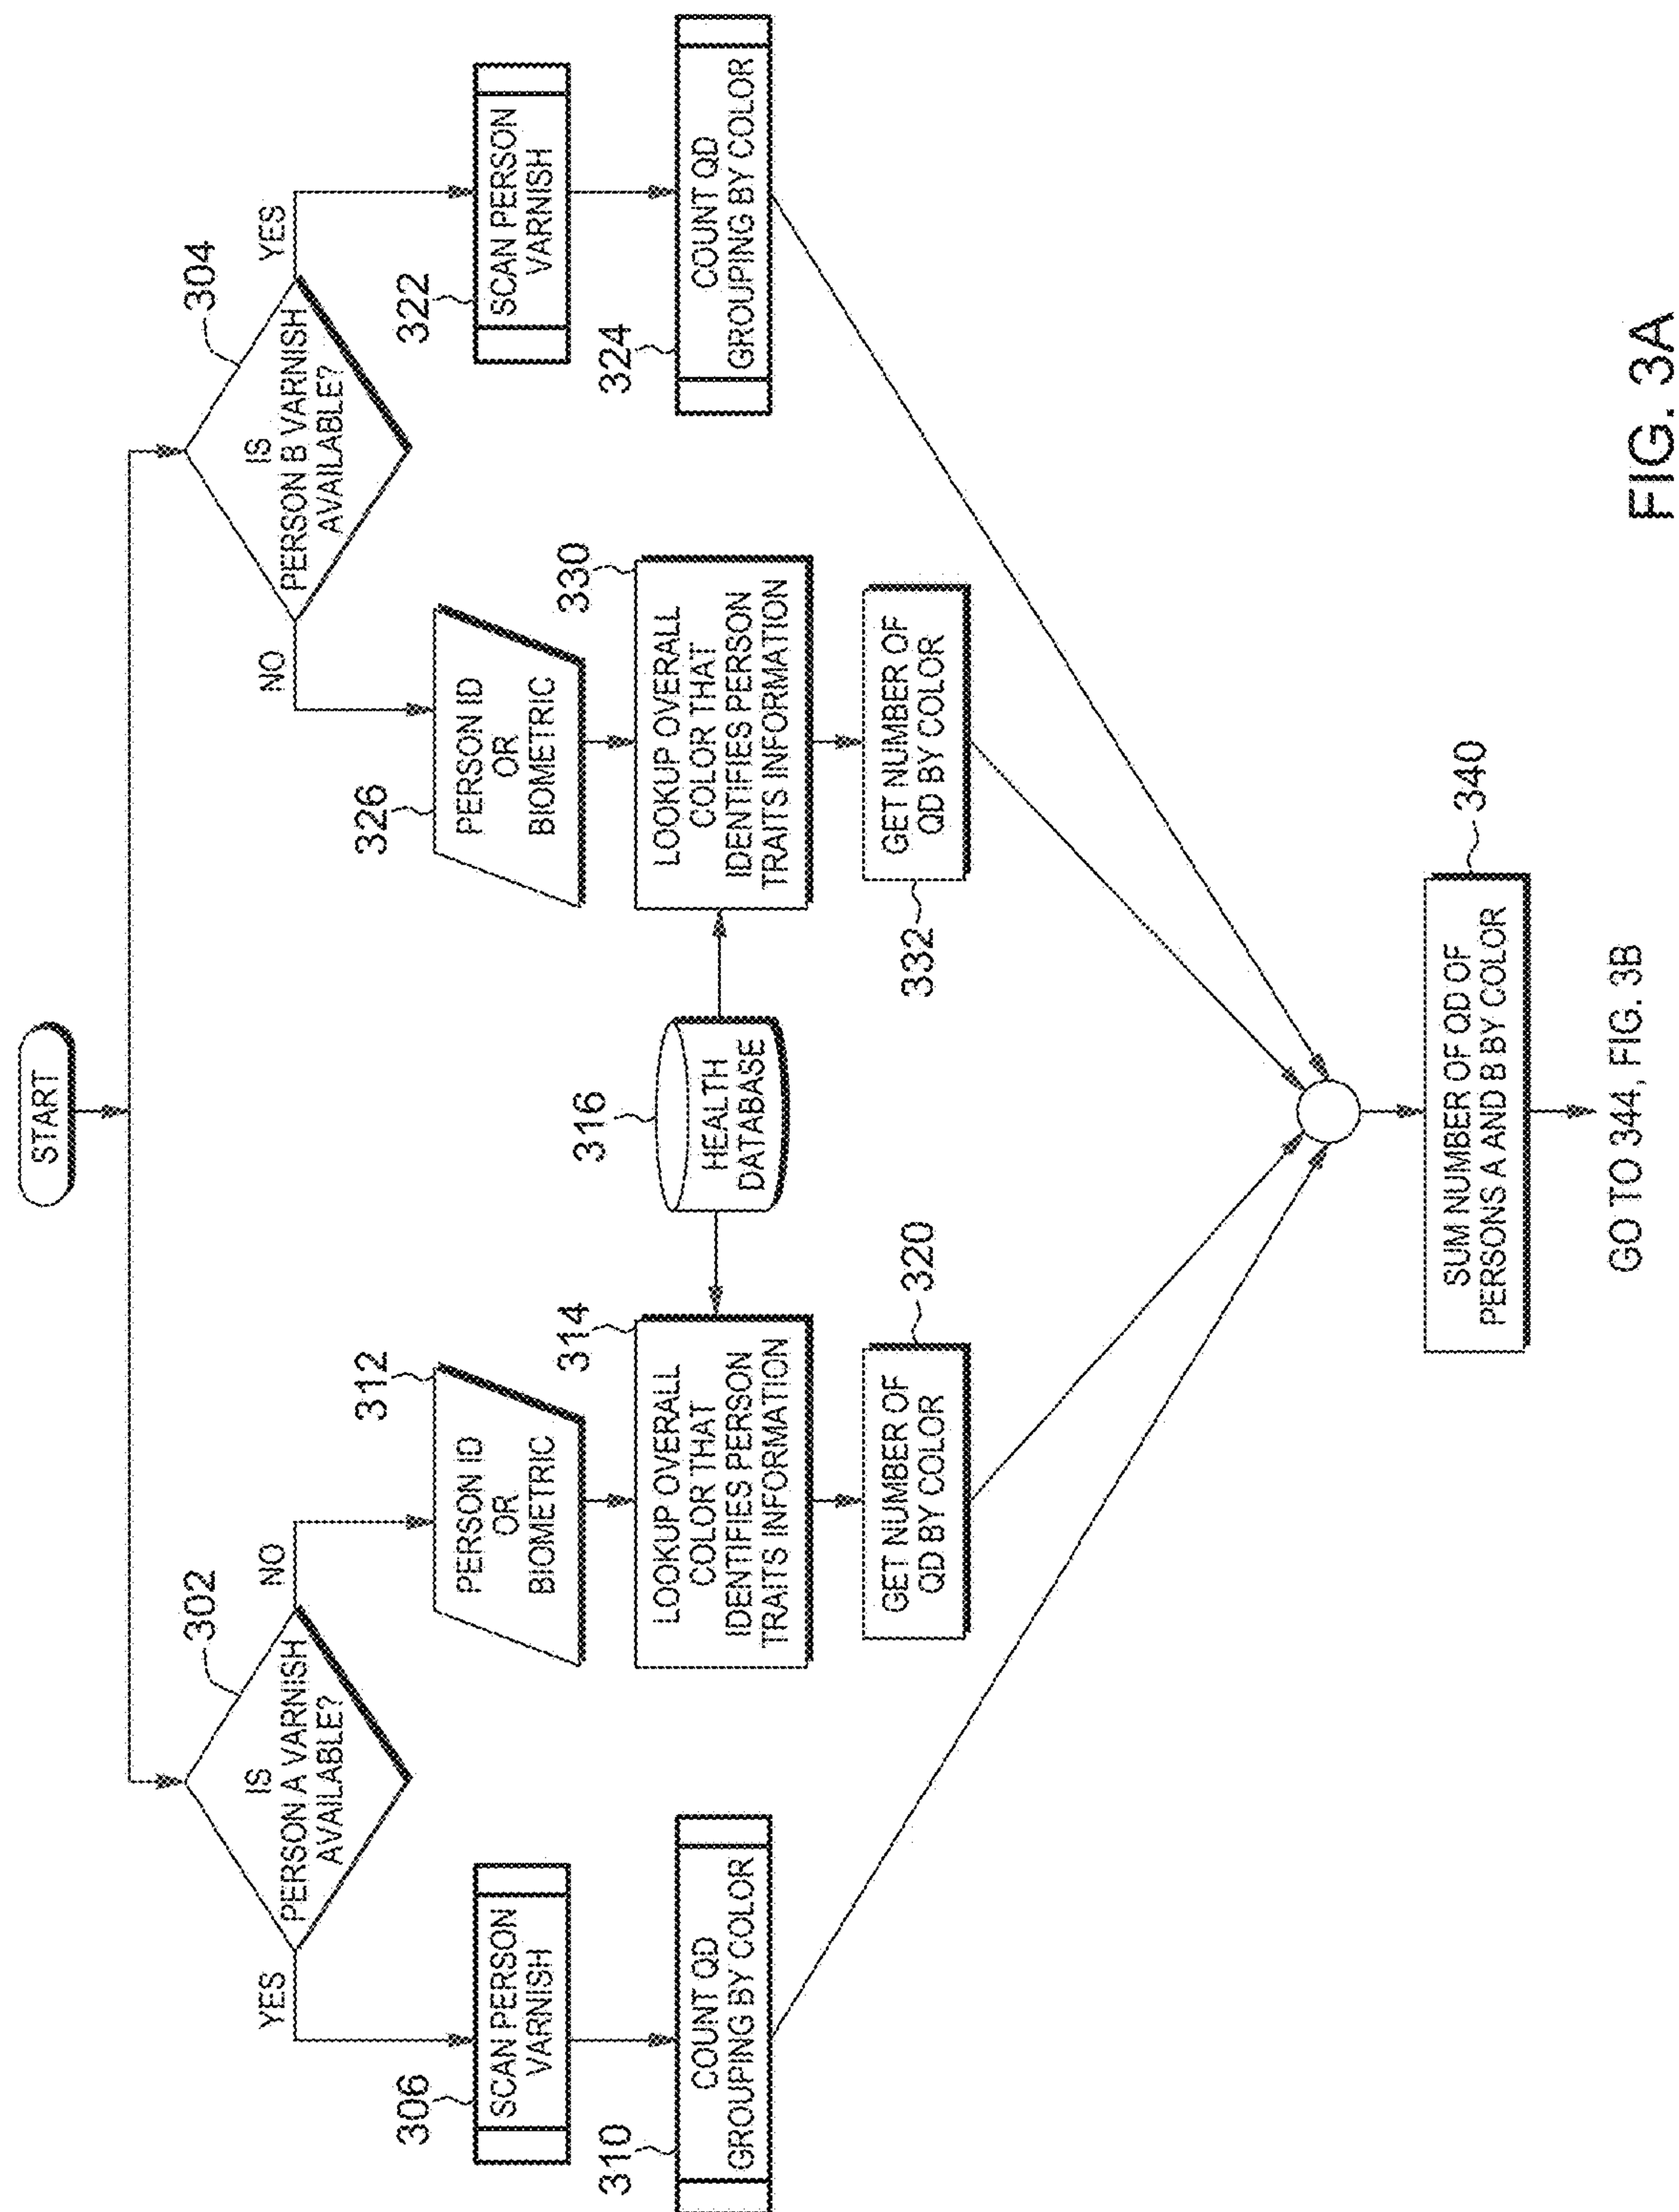 START
302
IS
PERSON A VARNISH
AVAILABLE?
YES
NO
304
IS
PERSON B VARNISH
AVAILABLE?
NO
YES
306
SCAN PERSON
VARNISH
312
PERSON ID
OR
BIOMETRIC
326
PERSON ID
OR
BIOMETRIC
322
SCAN PERSON
VARNISH
310
COUNT QD
GROUPING BY COLOR
314
LOOKUP OVERALL
COLOR THAT
IDENTIFIES PERSON
TRAITS INFORMATION
316
HEALTH
DATABASE
330
LOOKUP OVERALL
COLOR THAT
IDENTIFIES PERSON
TRAITS INFORMATION
324
COUNT QD
GROUPING BY COLOR
320
GET NUMBER OF
QD BY COLOR
332
GET NUMBER OF
QD BY COLOR
340
SUM NUMBER OF QD OF
PERSONS A AND B BY COLOR
GO TO 344, FIG. 3B
FIG. 3A